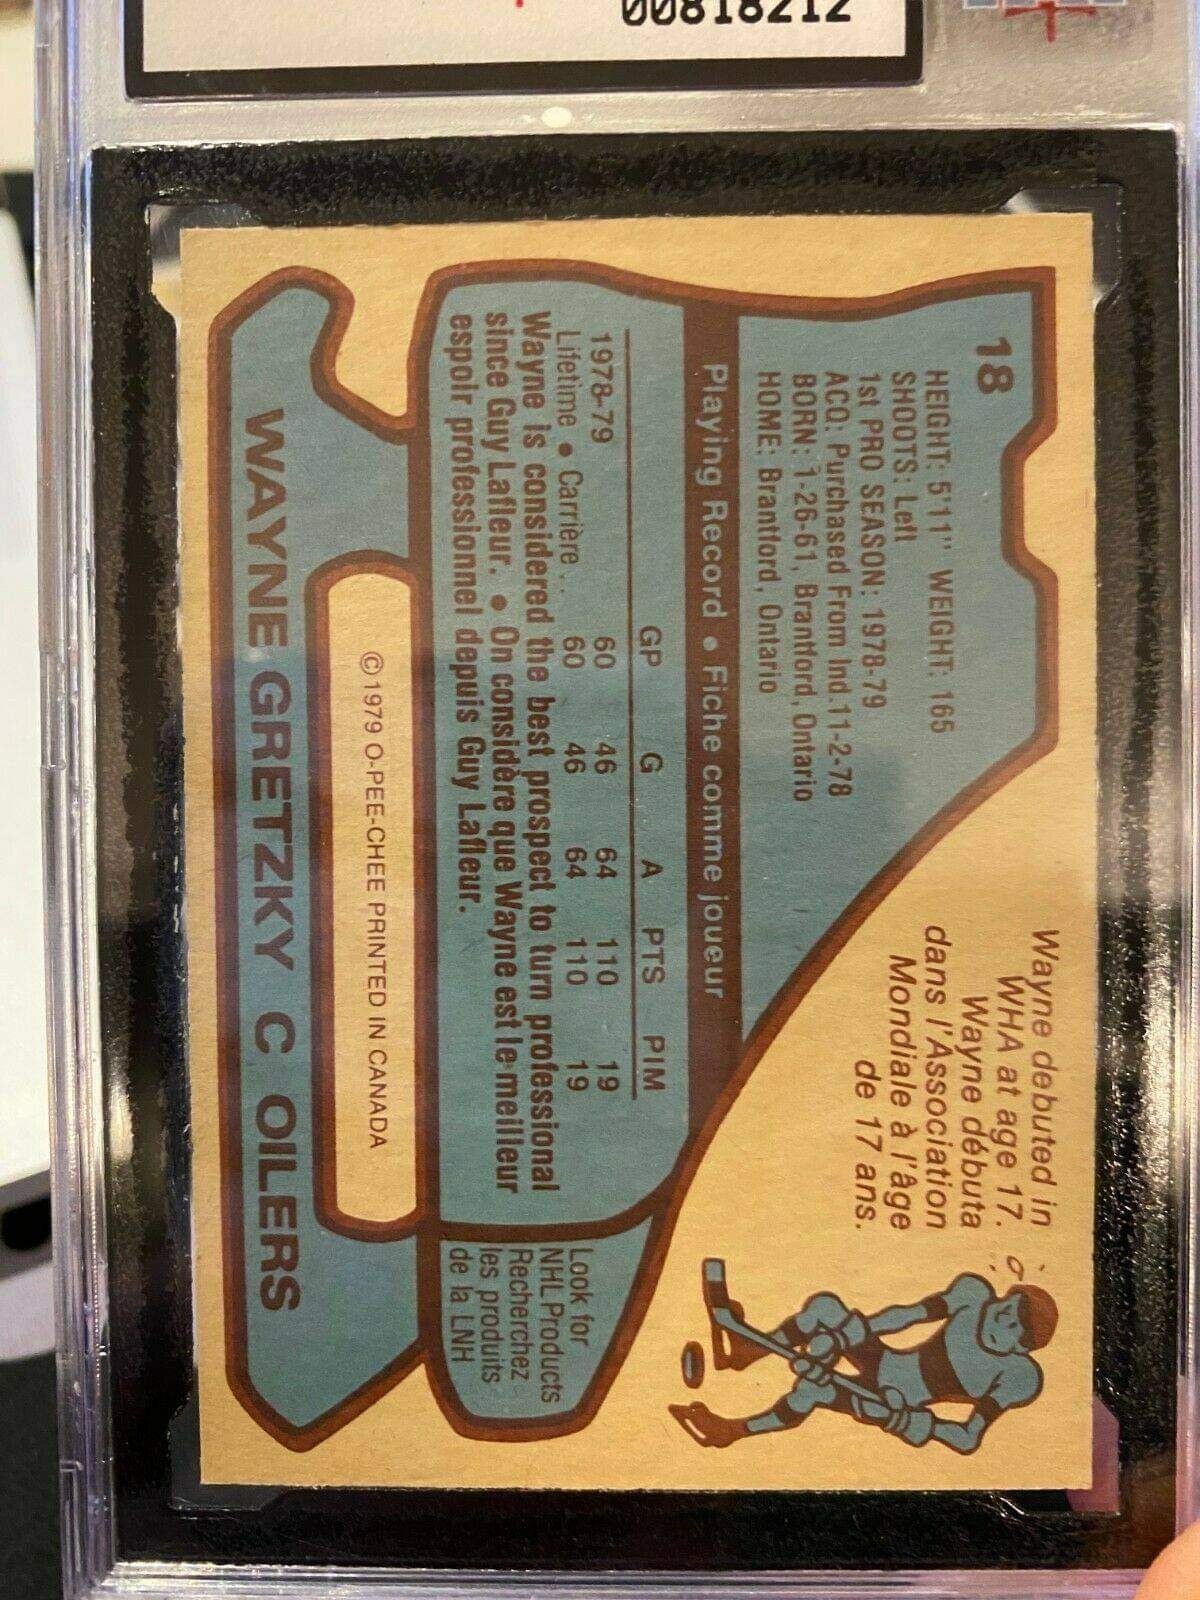 00818212
18
HEIGHT: 5'11" WEIGHT: 165
SHOOTS: Left
1st PRO SEASON: 1978-79
ACQ: Purchased From Ind. 11-2-78
BORN: 1-26-61, Brantford, Ontario
HOME: Brantford, Ontario
Wayne debuted in
WHA at age 17.
Wayne débuta
dans l'Association
Mondiale à l'âge
de 17 ans.
Playing Record • Fiche comme joueur
GP G A PTS PIM
1978-79 60 46 64 110 19
Lifetime • Carrière .. 60 46 64 110 19
Wayne is considered the best prospect to turn professional
since Guy Lafleur. • On considère que Wayne est le meilleur
espoir professionnel depuis Guy Lafleur.
Look for
NHL Products
Recherchez
les produits
de la LNH
© 1979 O-PEE-CHEE PRINTED IN CANADA
WAYNE GRETZKY C OILERS